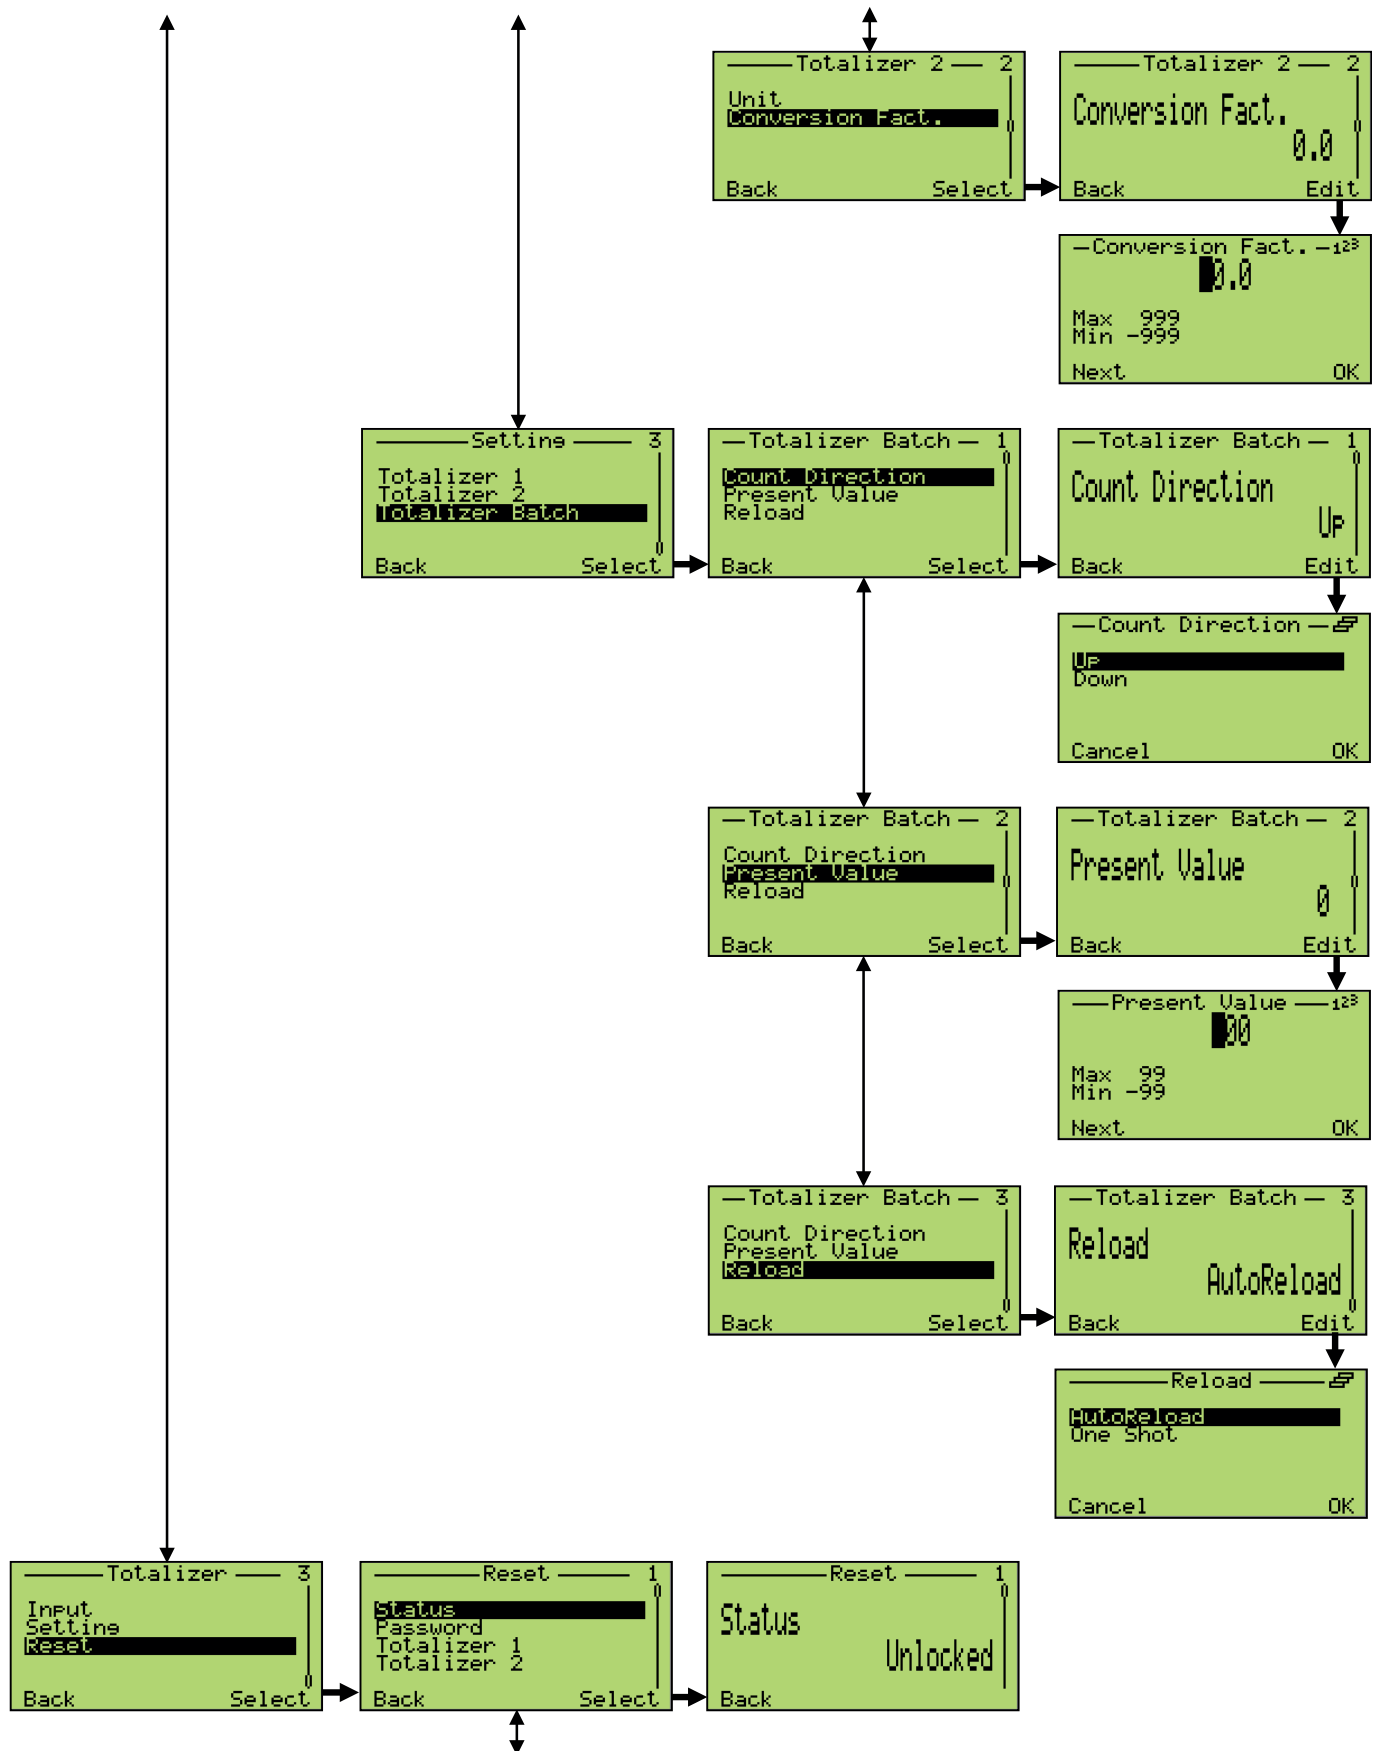 Totalizer 2 2
Unit
Conversion Fact.
Back Select
Totalizer 2 2
Conversion Fact.
0.0
Back Edit
Conversion Fact. 123
0.0
Max 999
Min -999
Next OK
Setting 3
Totalizer 1
Totalizer 2
Totalizer Batch
Back Select
Totalizer Batch 1
Count Direction
Present Value
Reload
Back Select
Totalizer Batch 1
Count Direction
Up
Back Edit
Count Direction
Up
Down
Cancel OK
Totalizer Batch 2
Count Direction
Present Value
Reload
Back Select
Totalizer Batch 2
Present Value
0
Back Edit
Present Value 123
00
Max 99
Min -99
Next OK
Totalizer Batch 3
Count Direction
Present Value
Reload
Back Select
Totalizer Batch 3
Reload
AutoReload
Back Edit
Reload
AutoReload
One Shot
Cancel OK
Totalizer 3
Input
Setting
Reset
Back Select
Reset 1
Status
Password
Totalizer 1
Totalizer 2
Back Select
Reset 1
Status
Unlocked
Back